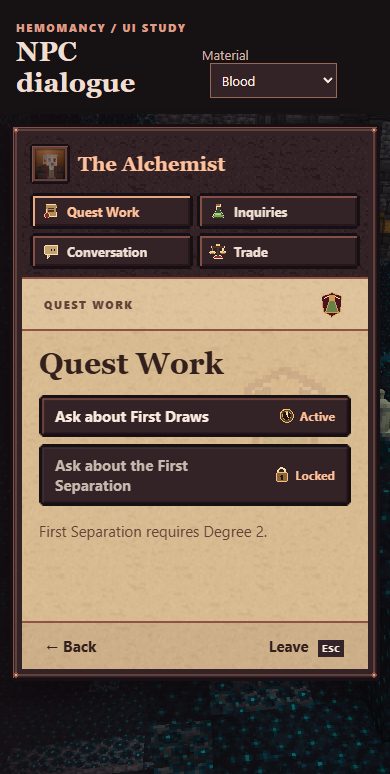 HEMOMANCY / UI STUDY
NPC
dialogue
Material
Blood
The Alchemist
Quest Work
Inquiries
Conversation
Trade
QUEST WORK
Quest Work
Ask about First Draws
Active
Ask about the First
Separation
Locked
First Separation requires Degree 2.
← Back
Leave Esc